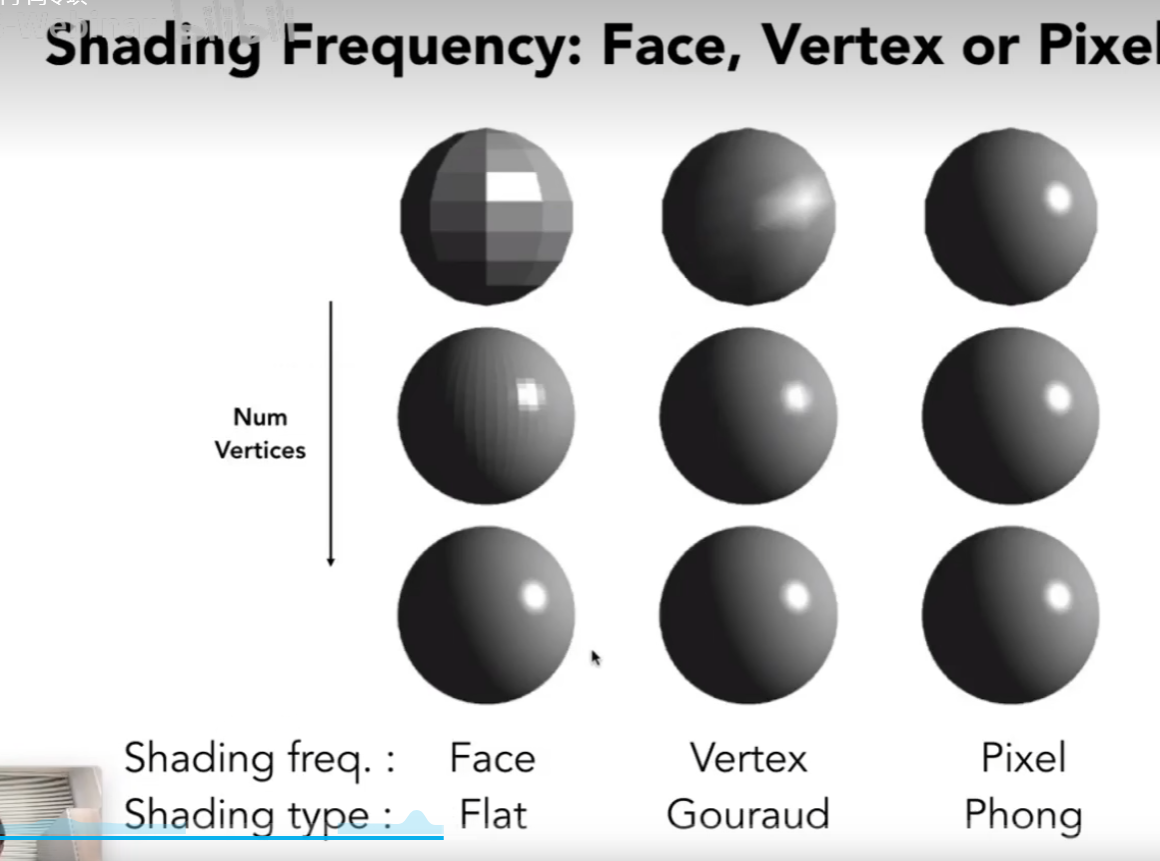 Shading Frequency: Face, Vertex or Pixel
Num
Vertices
Shading freq. : Face Vertex Pixel
Shading type : Flat Gouraud Phong